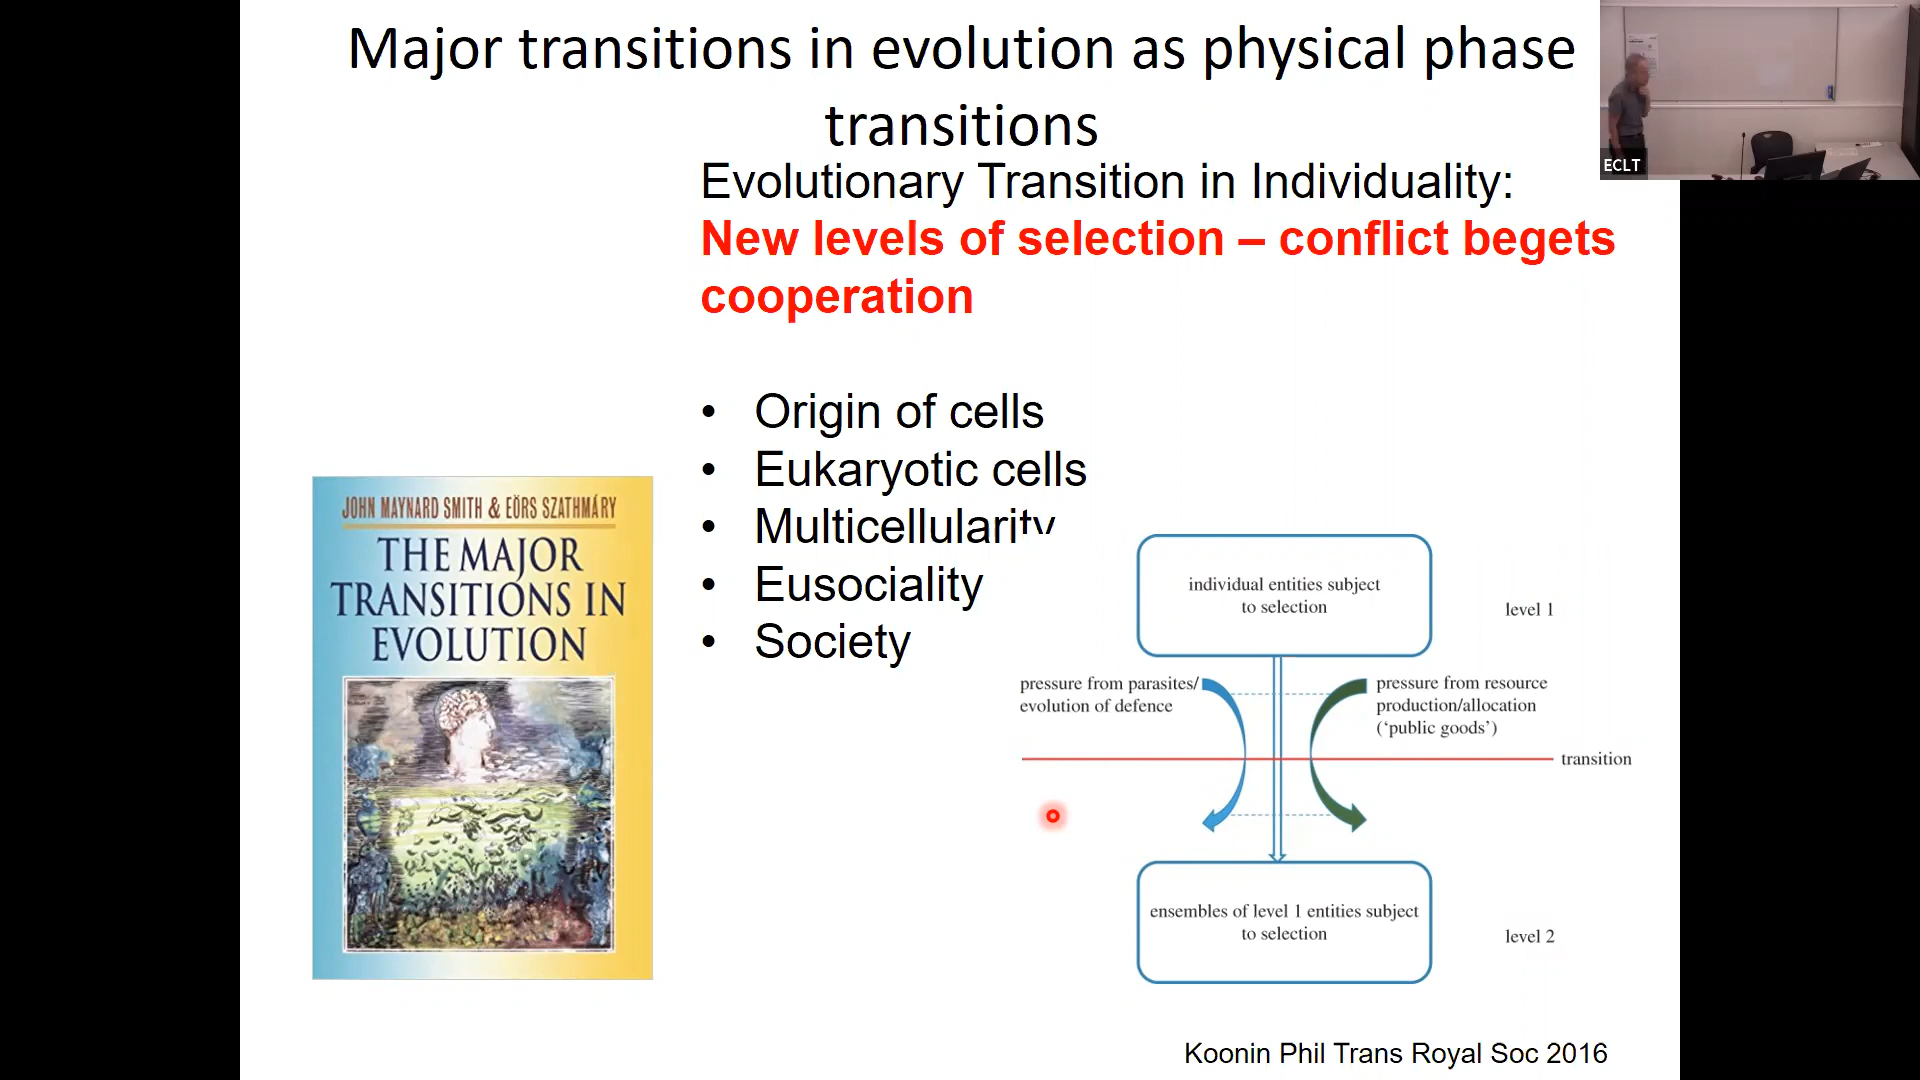 Major transitions in evolution as physical phase
transitions
ECLT
Evolutionary Transition in Individuality:
New levels of selection – conflict begets
cooperation
• Origin of cells
• Eukaryotic cells
• Multicellularity
• Eusociality
• Society
JOHN MAYNARD SMITH & EÖRS SZATHMÁRY
THE MAJOR
TRANSITIONS IN
EVOLUTION
individual entities subject
to selection
level 1
pressure from parasites/
evolution of defence
pressure from resource
production/allocation
(‘public goods’)
transition
ensembles of level 1 entities subject
to selection
level 2
Koonin Phil Trans Royal Soc 2016